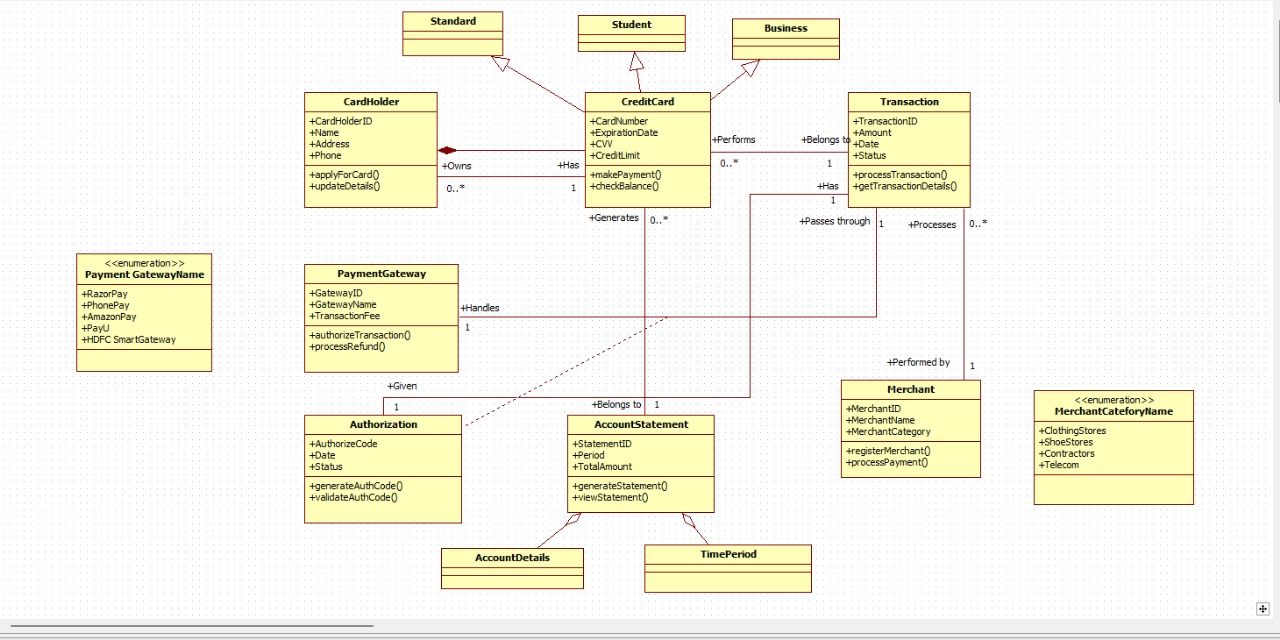 Standard
Student
Business
CardHolder
+CardHolderID
+Name
+Address
+Phone
+applyForCard()
+updateDetails()
+Owns
0..*
+Has
1
CreditCard
+CardNumber
+ExpirationDate
+CVV
+CreditLimit
+makePayment()
+checkBalance()
+Performs
0..*
+Belongs to
1
+Has
1
Transaction
+TransactionID
+Amount
+Date
+Status
+processTransaction()
+getTransactionDetails()
+Generates
0..*
+Passes through
1
+Processes
0..*
<<enumeration>>
Payment GatewayName
+RazorPay
+PhonePay
+AmazonPay
+PayU
+HDFC SmartGateway
PaymentGateway
+GatewayID
+GatewayName
+TransactionFee
+authorizeTransaction()
+processRefund()
+Handles
1
+Performed by
1
+Given
1
+Belongs to
1
Authorization
+AuthorizeCode
+Date
+Status
+generateAuthCode()
+validateAuthCode()
AccountStatement
+StatementID
+Period
+TotalAmount
+generateStatement()
+viewStatement()
Merchant
+MerchantID
+MerchantName
+MerchantCategory
+registerMerchant()
+processPayment()
<<enumeration>>
MerchantCateforyName
+ClothingStores
+ShoeStores
+Contractors
+Telecom
AccountDetails
TimePeriod